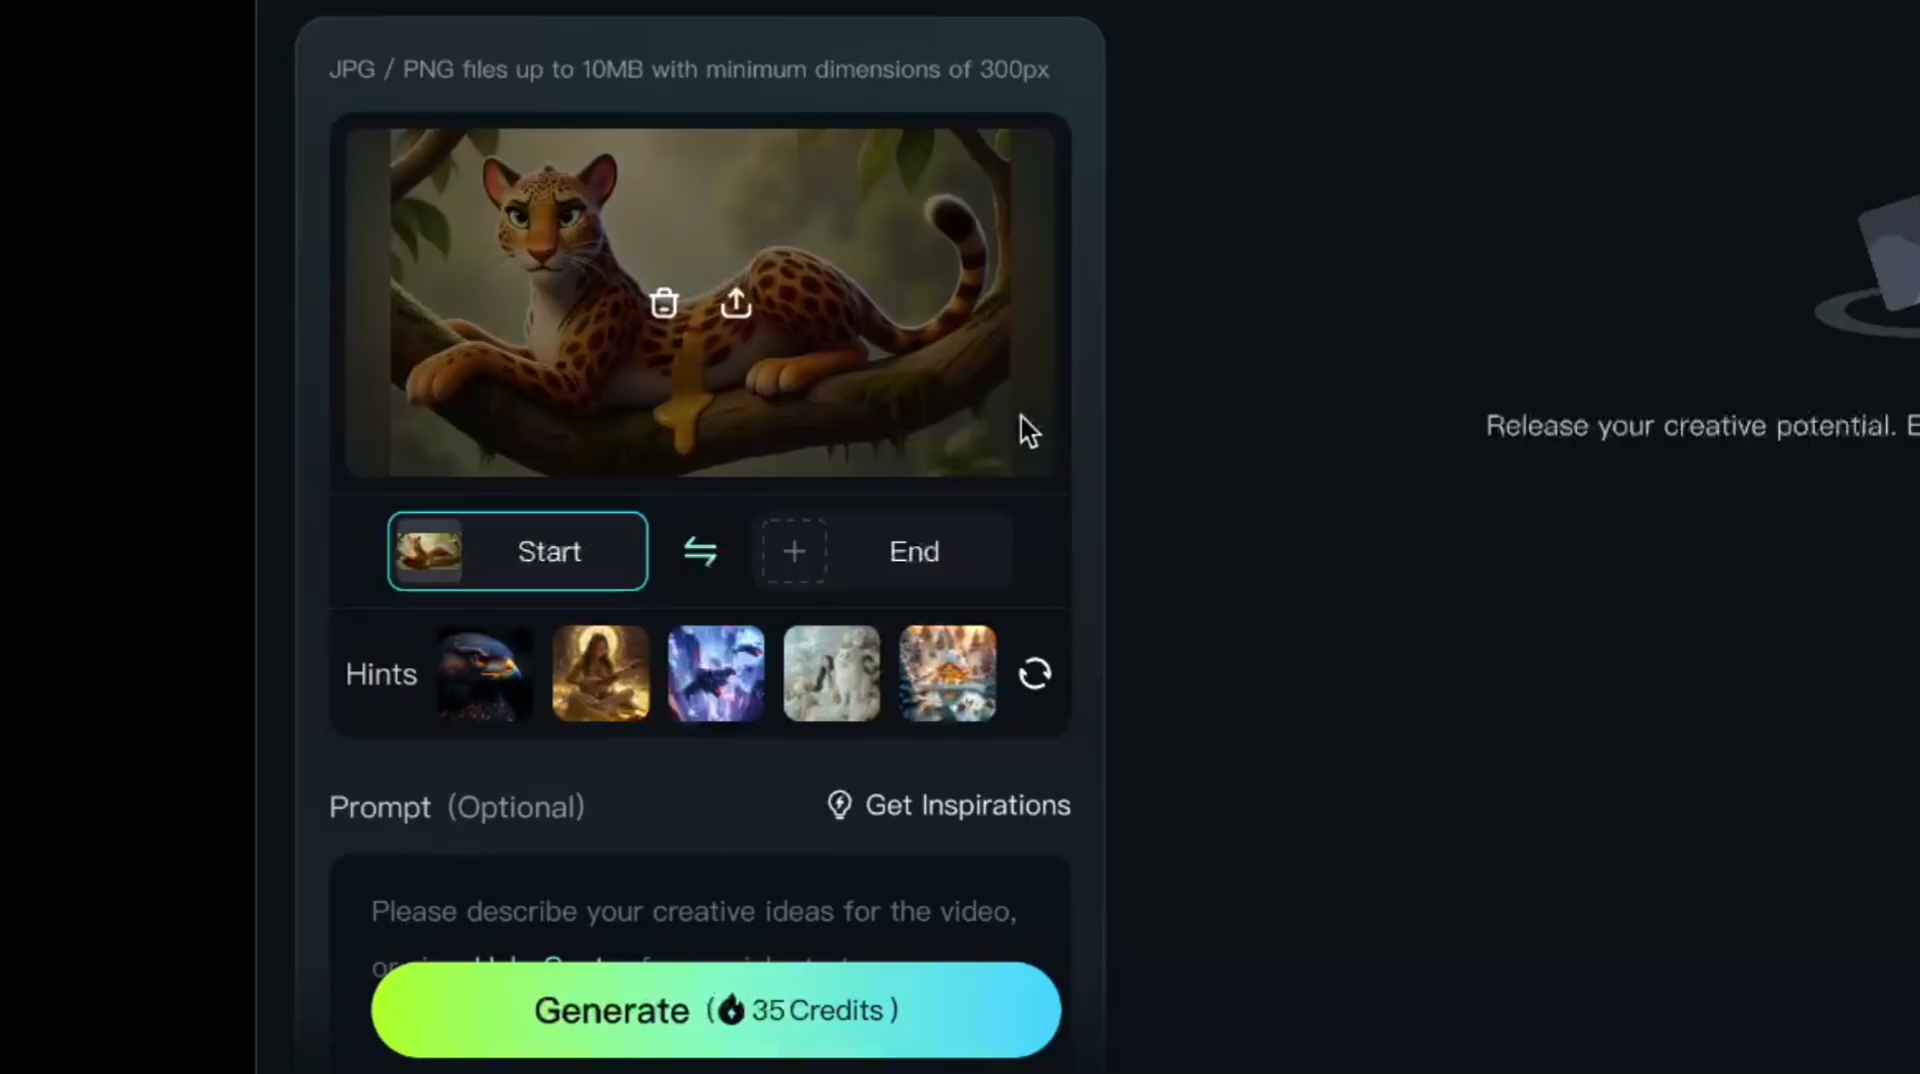 JPG / PNG files up to 10MB with minimum dimensions of 300px
Release your creative potential. E
Start
End
Hints
Prompt (Optional)
Get Inspirations
Please describe your creative ideas for the video,
Generate ( 35 Credits )